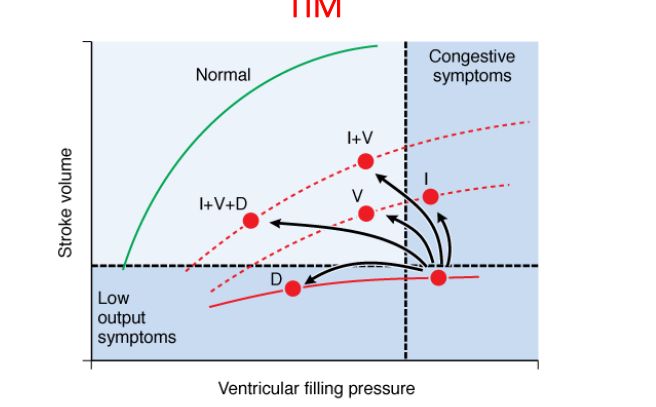 TIM
Normal
Congestive
symptoms
I+V
I
V
I+V+D
D
Low
output
symptoms
Stroke volume
Ventricular filling pressure